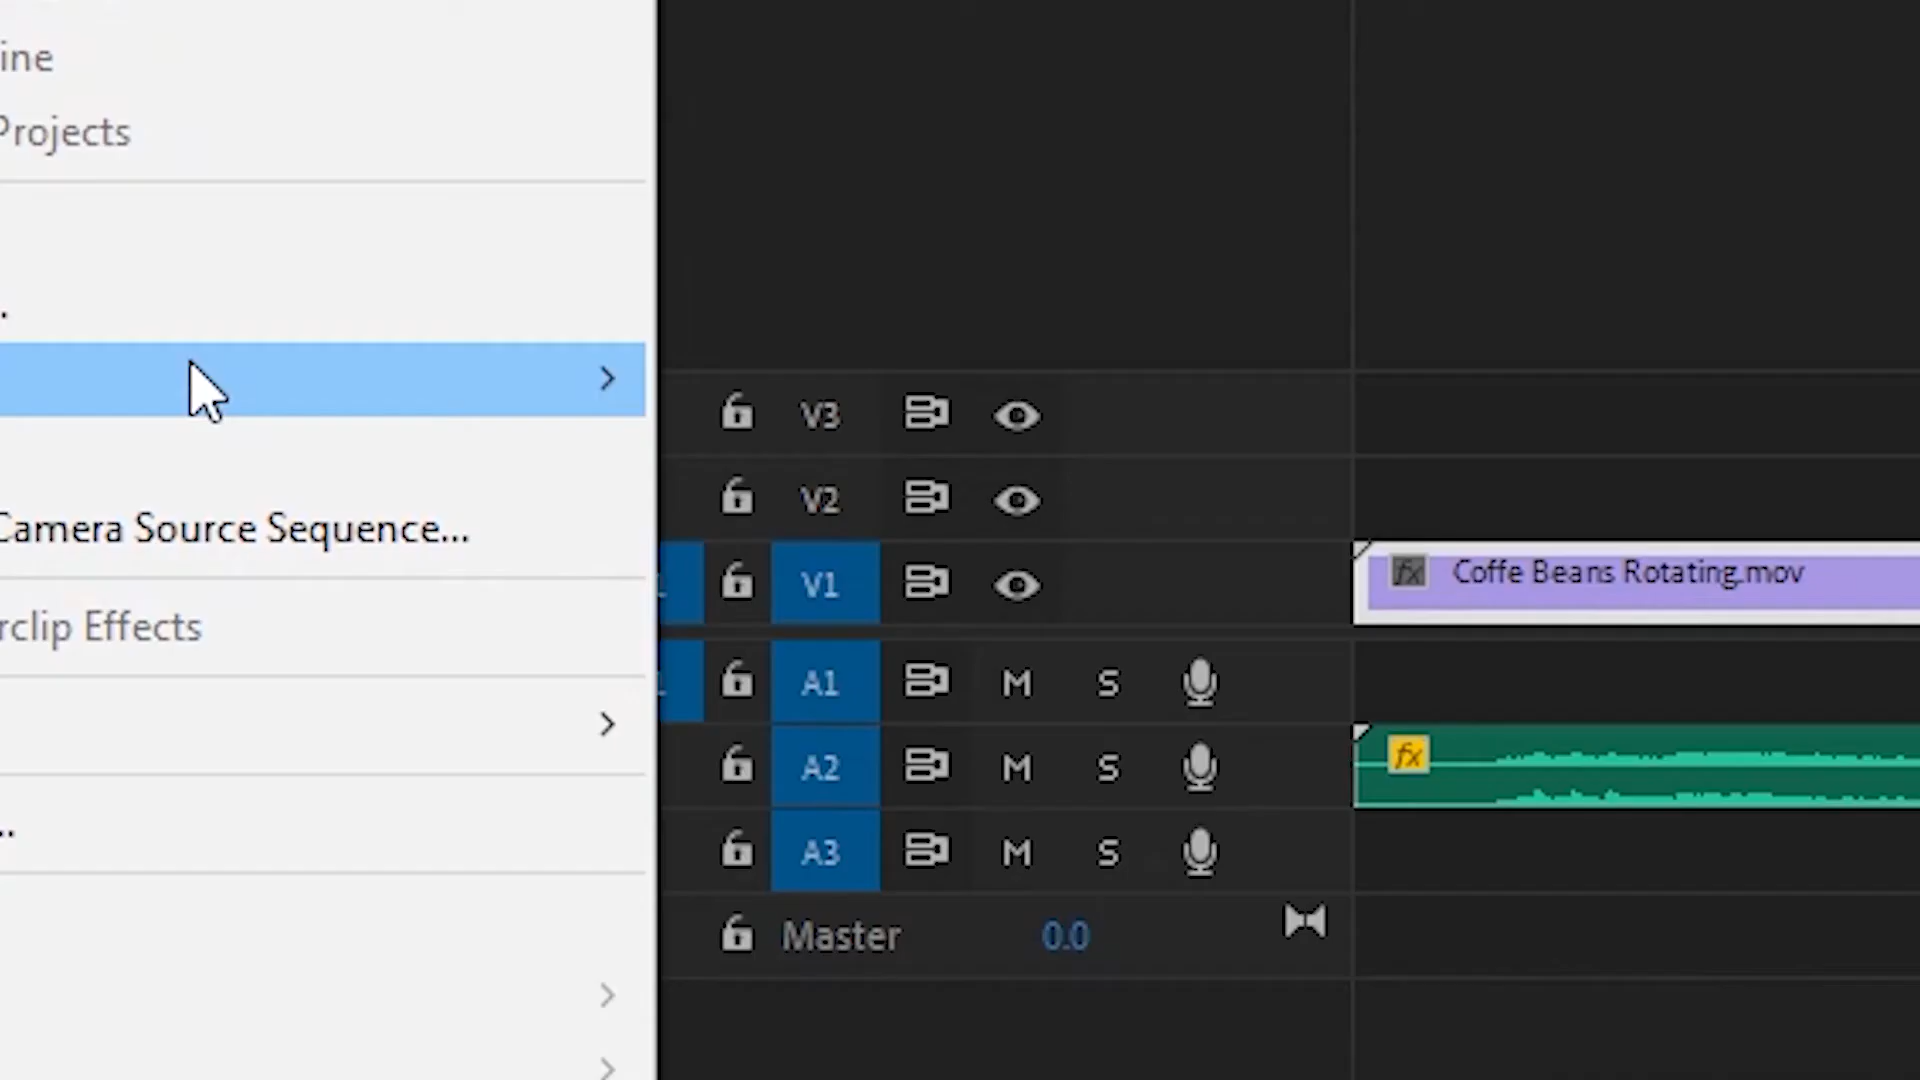 ine
Projects
.
Camera Source Sequence...
rclip Effects
..
V3
V2
V1
fx Coffe Beans Rotating.mov
A1 M S
A2 M S
fx
A3 M S
Master 0.0